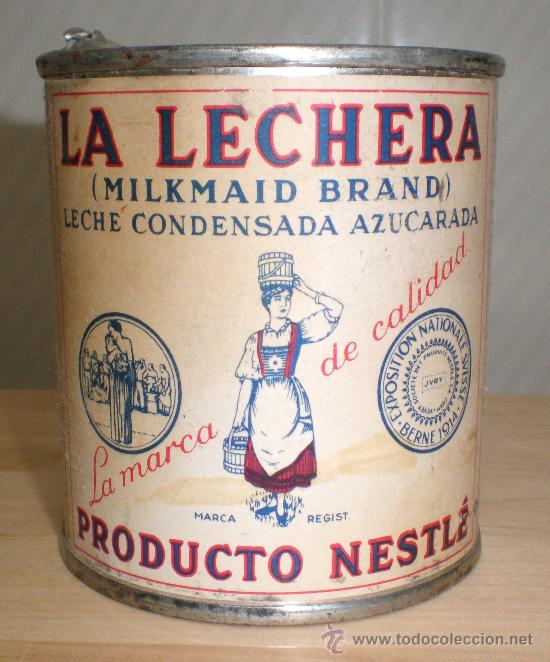 LA LECHERA
(MILKMAID BRAND)
LECHE CONDENSADA AZUCARADA
La marca de calidad
EXPOSITION NATIONALE SUISSE
BERNE 1914
JVRY
MARCA REGIST.
PRODUCTO NESTLÉ
www.todocoleccion.net